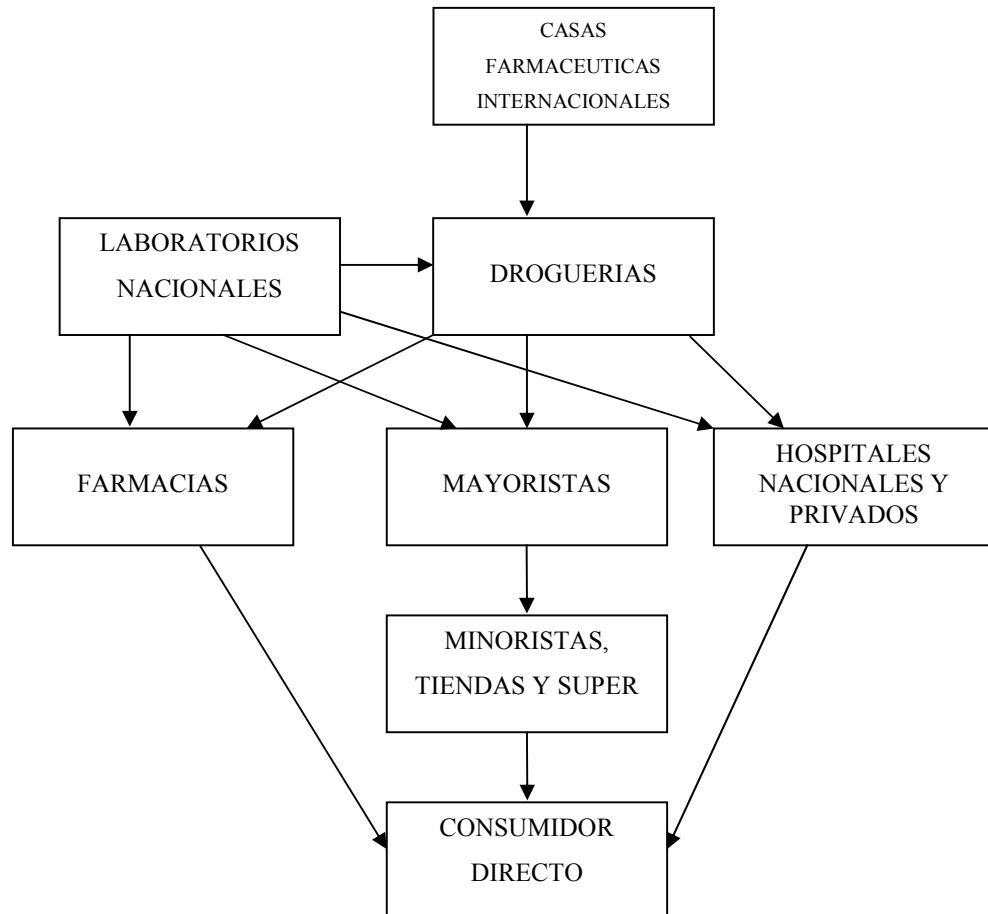 CASAS
FARMACEUTICAS
INTERNACIONALES
LABORATORIOS
NACIONALES
DROGUERIAS
FARMACIAS
MAYORISTAS
HOSPITALES
NACIONALES Y
PRIVADOS
MINORISTAS,
TIENDAS Y SUPER
CONSUMIDOR
DIRECTO